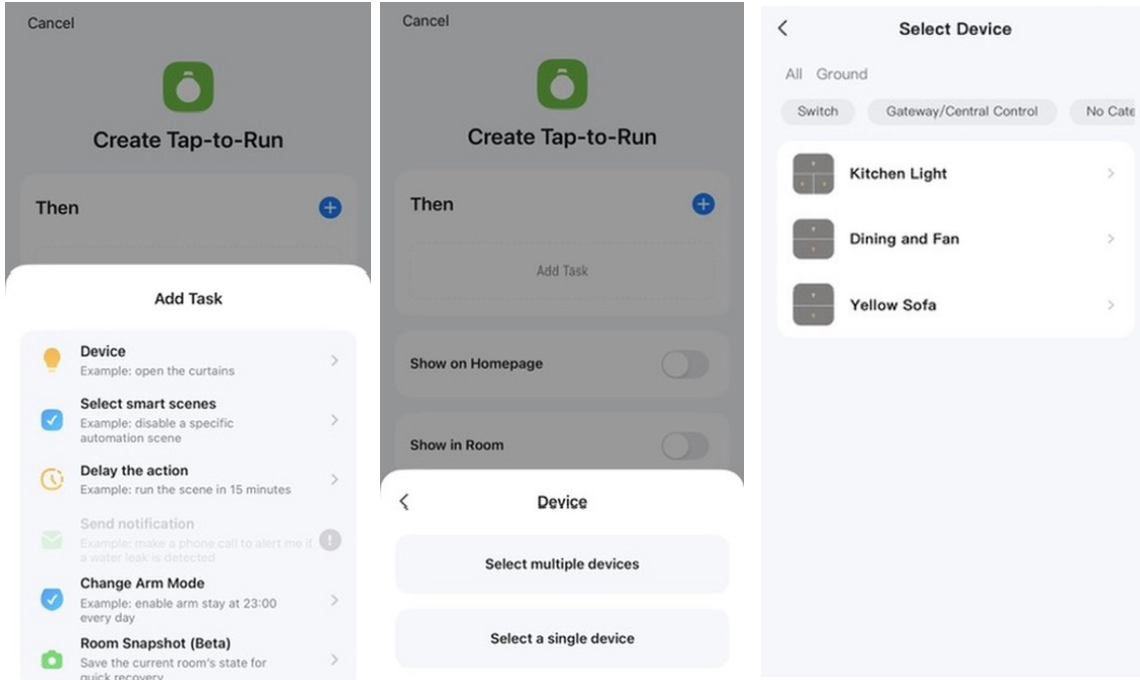 Cancel
Create Tap-to-Run
Then
Add Task
Device
Example: open the curtains
Select smart scenes
Example: disable a specific
automation scene
Delay the action
Example: run the scene in 15 minutes
Send notification
Example: make a phone call to alert me if
a water leak is detected
Change Arm Mode
Example: enable arm stay at 23:00
every day
Room Snapshot (Beta)
Save the current room's state for
quick recovery
Cancel
Create Tap-to-Run
Then
Add Task
Show on Homepage
Show in Room
Device
Select multiple devices
Select a single device
Select Device
All Ground
Switch Gateway/Central Control No Cate
Kitchen Light
Dining and Fan
Yellow Sofa